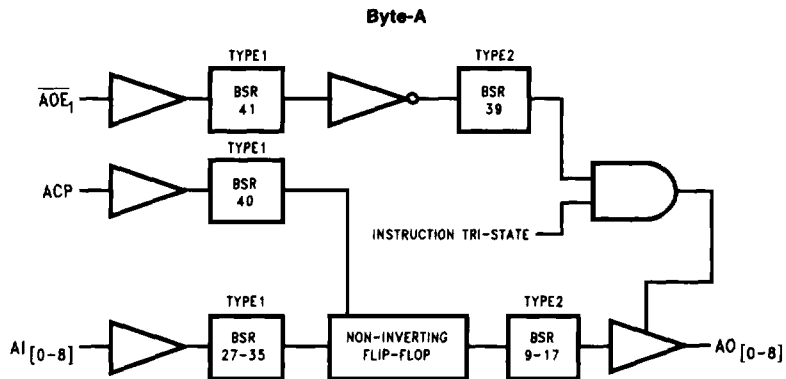 Byte-A
TYPE1
TYPE2
AOE1
BSR
41
BSR
39
TYPE1
ACP
BSR
40
INSTRUCTION TRI-STATE
TYPE1
TYPE2
AI[0-8]
BSR
27-35
NON-INVERTING
FLIP-FLOP
BSR
9-17
AO[0-8]